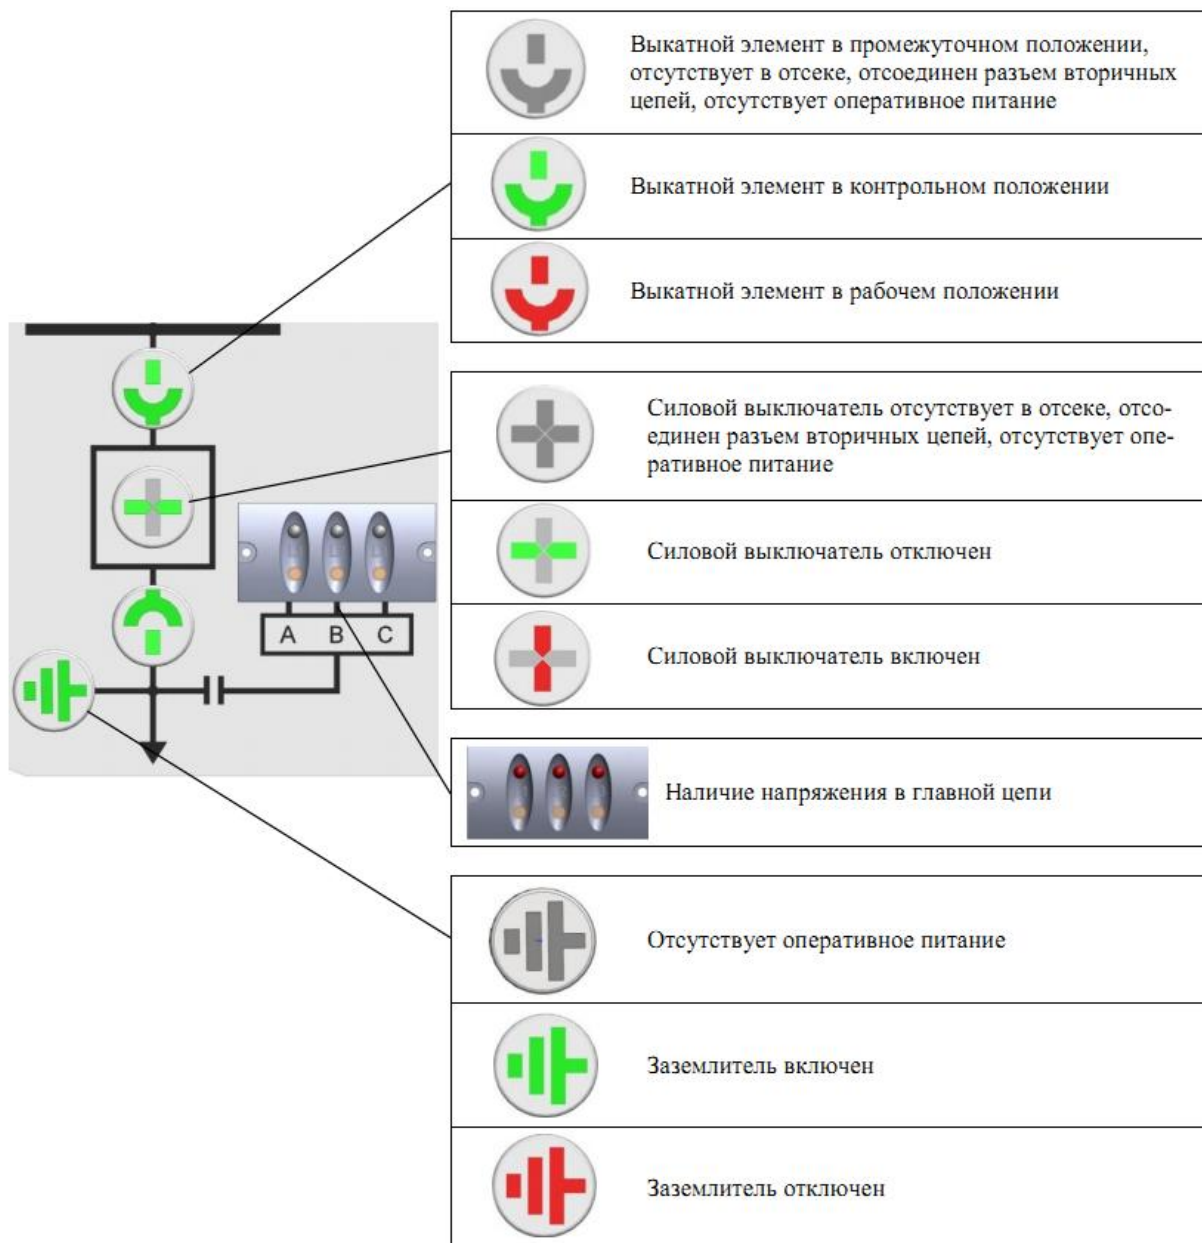 Выкатной элемент в промежуточном положении,
отсутствует в отсеке, отсоединен разъем вторичных
цепей, отсутствует оперативное питание
Выкатной элемент в контрольном положении
Выкатной элемент в рабочем положении
Силовой выключатель отсутствует в отсеке, отсо-
единен разъем вторичных цепей, отсутствует опе-
ративное питание
Силовой выключатель отключен
A B C
Силовой выключатель включен
Наличие напряжения в главной цепи
Отсутствует оперативное питание
Заземлитель включен
Заземлитель отключен